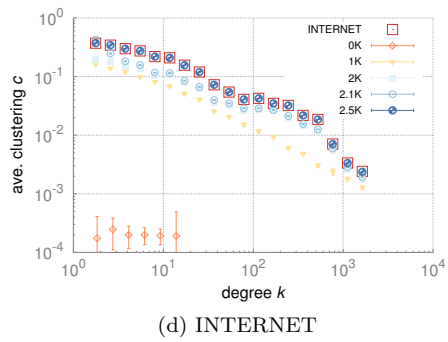 INTERNET
0K
1K
2K
2.1K
2.5K
10^0
10^-1
10^-2
10^-3
10^-4
ave. clustering c
10^0 10^1 10^2 10^3 10^4
degree k
(d) INTERNET